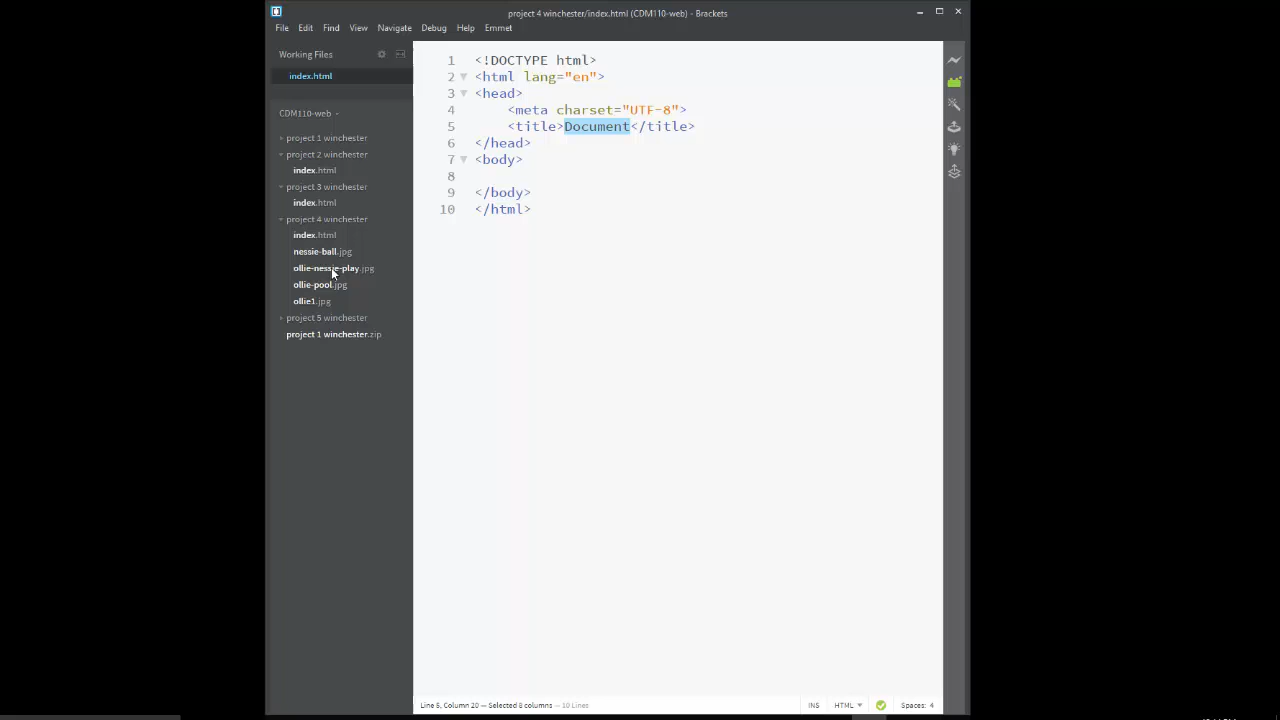 project 4 winchester/index.html (CDM110-web) - Brackets
File Edit Find View Navigate Debug Help Emmet
Working Files
index.html
CDM110-web
project 1 winchester
project 2 winchester
index.html
project 3 winchester
index.html
project 4 winchester
index.html
nessie-ball.jpg
ollie-nessie-play.jpg
ollie-pool.jpg
ollie1.jpg
project 5 winchester
project 1 winchester.zip
1 <!DOCTYPE html>
2 <html lang="en">
3 <head>
4 <meta charset="UTF-8">
5 <title>Document</title>
6 </head>
7 <body>
8
9 </body>
10 </html>
Line 5, Column 20 — Selected 8 columns — 10 Lines
INS HTML Spaces: 4